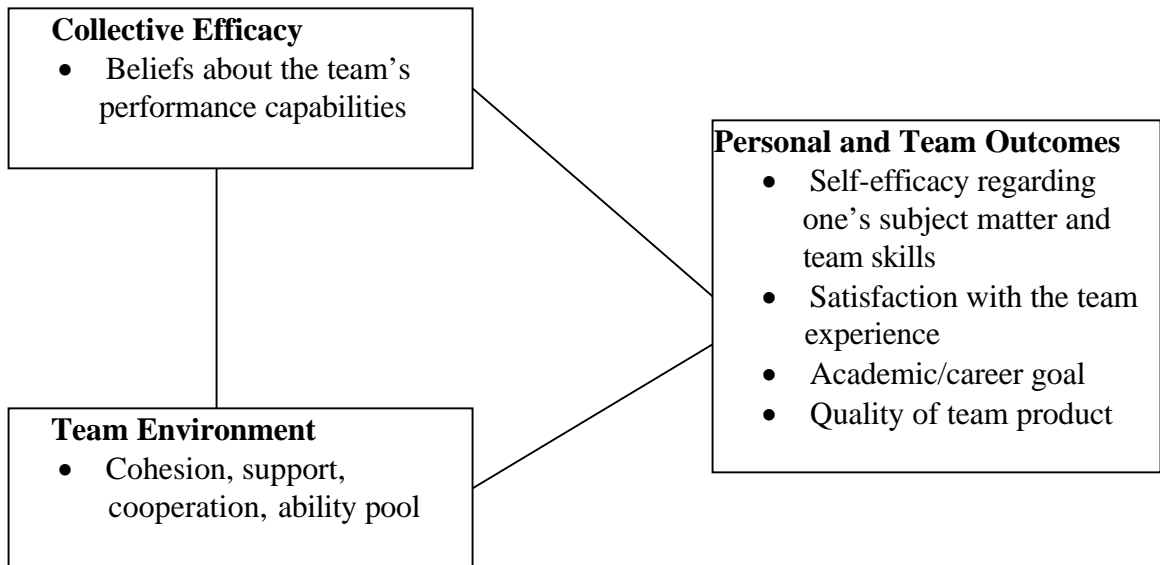 Collective Efficacy
• Beliefs about the team’s
performance capabilities
Personal and Team Outcomes
• Self-efficacy regarding
one’s subject matter and
team skills
• Satisfaction with the team
experience
• Academic/career goal
• Quality of team product
Team Environment
• Cohesion, support,
cooperation, ability pool